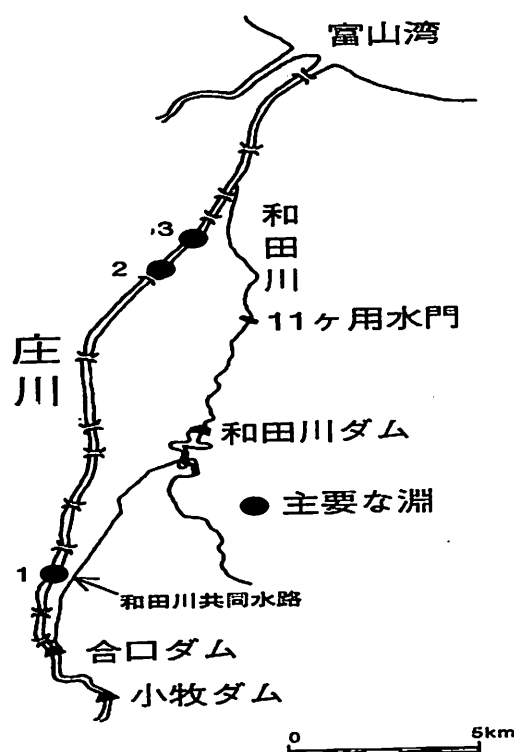 富山湾
,3
和田川
2
11ヶ用水門
庄川
和田川ダム
主要な淵
1
和田川共同水路
合口ダム
小牧ダム
0 5km